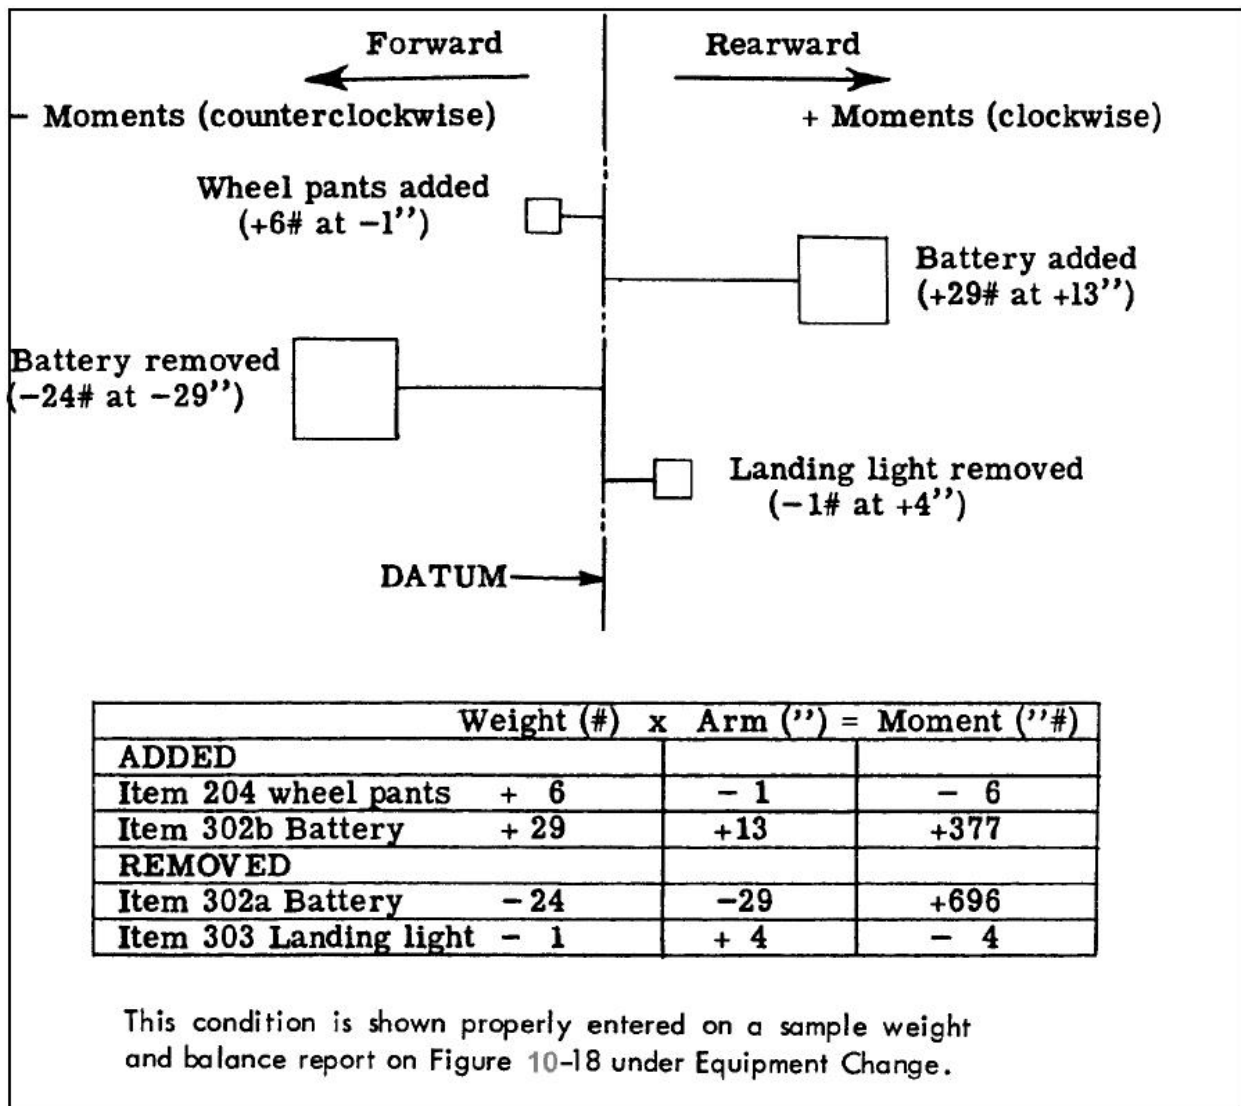 Forward
Rearward
− Moments (counterclockwise)
+ Moments (clockwise)
Wheel pants added
(+6# at −1’’)
Battery added
(+29# at +13’’)
Battery removed
(−24# at −29’’)
Landing light removed
(−1# at +4’’)
DATUM
Weight (#) x Arm (’’) = Moment (’’#)
ADDED
Item 204 wheel pants + 6 − 1 − 6
Item 302b Battery + 29 +13 +377
REMOVED
Item 302a Battery −24 −29 +696
Item 303 Landing light − 1 + 4 − 4
This condition is shown properly entered on a sample weight
and balance report on Figure 10-18 under Equipment Change.